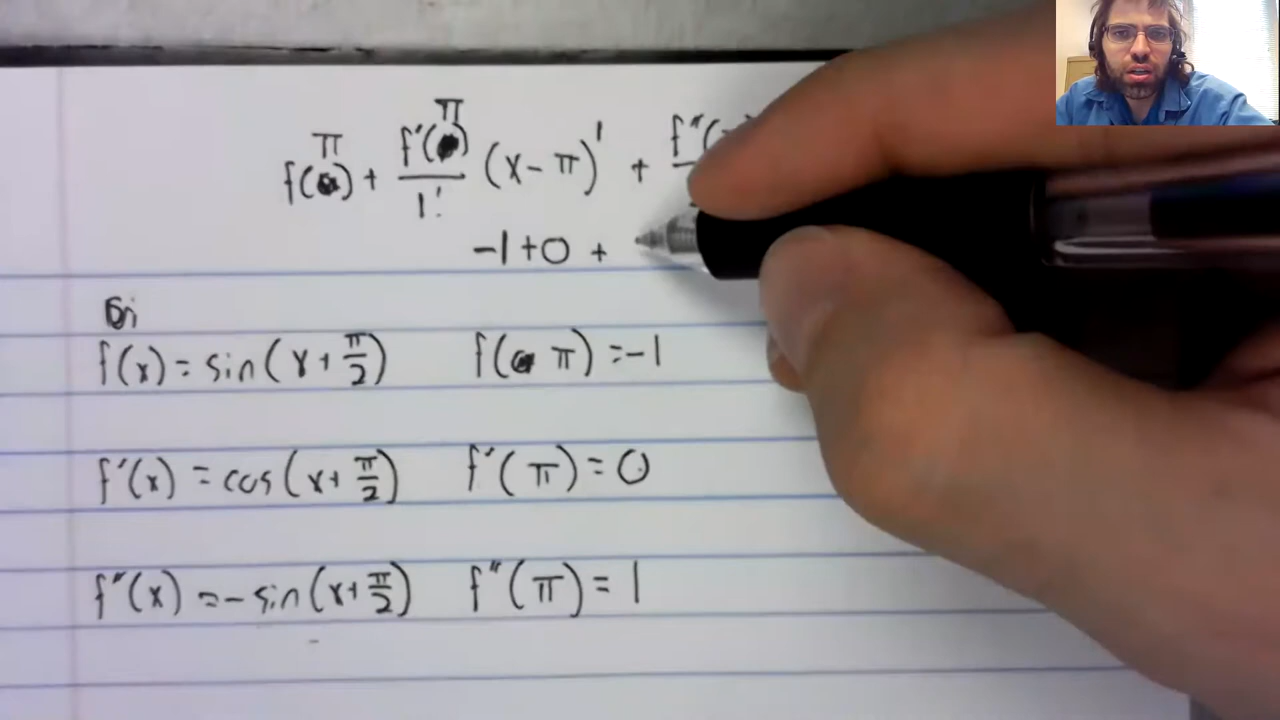 f(π) + f'(π)/1! (x-π)^1 + f"(
-1+0 +
f(x) = sin(x+π/2) f(π) = -1
f'(x) = cos(x+π/2) f'(π) = 0
f"(x) = -sin(x+π/2) f"(π) = 1